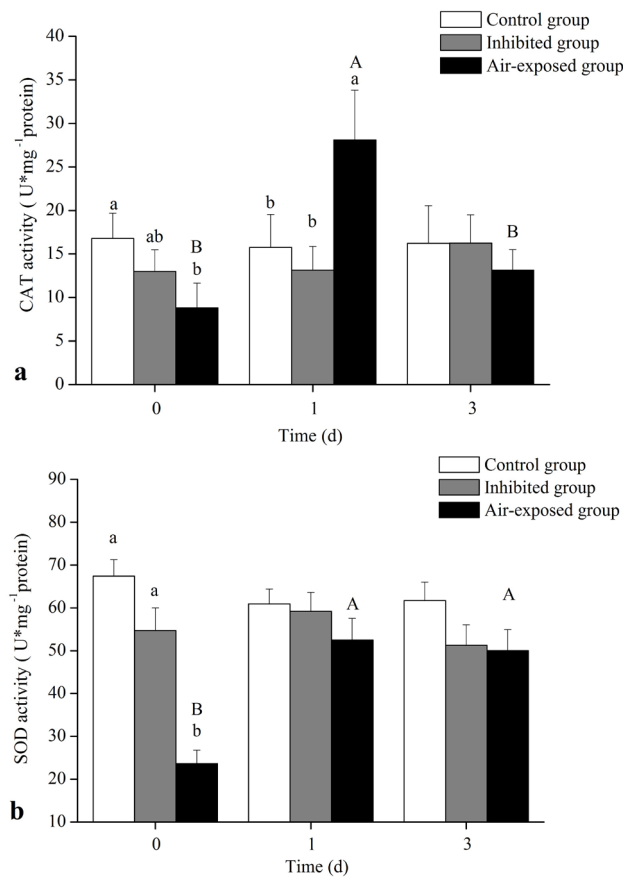 Control group
Inhibited group
Air-exposed group
CAT activity ( U*mg⁻¹protein)
40
35
30
25
20
15
10
5
0
a
ab
B
b
b
b
A
a
B
0 1 3
Time (d)
a
Control group
Inhibited group
Air-exposed group
SOD activity ( U*mg⁻¹protein)
90
80
70
60
50
40
30
20
10
a
a
B
b
A
A
0 1 3
Time (d)
b